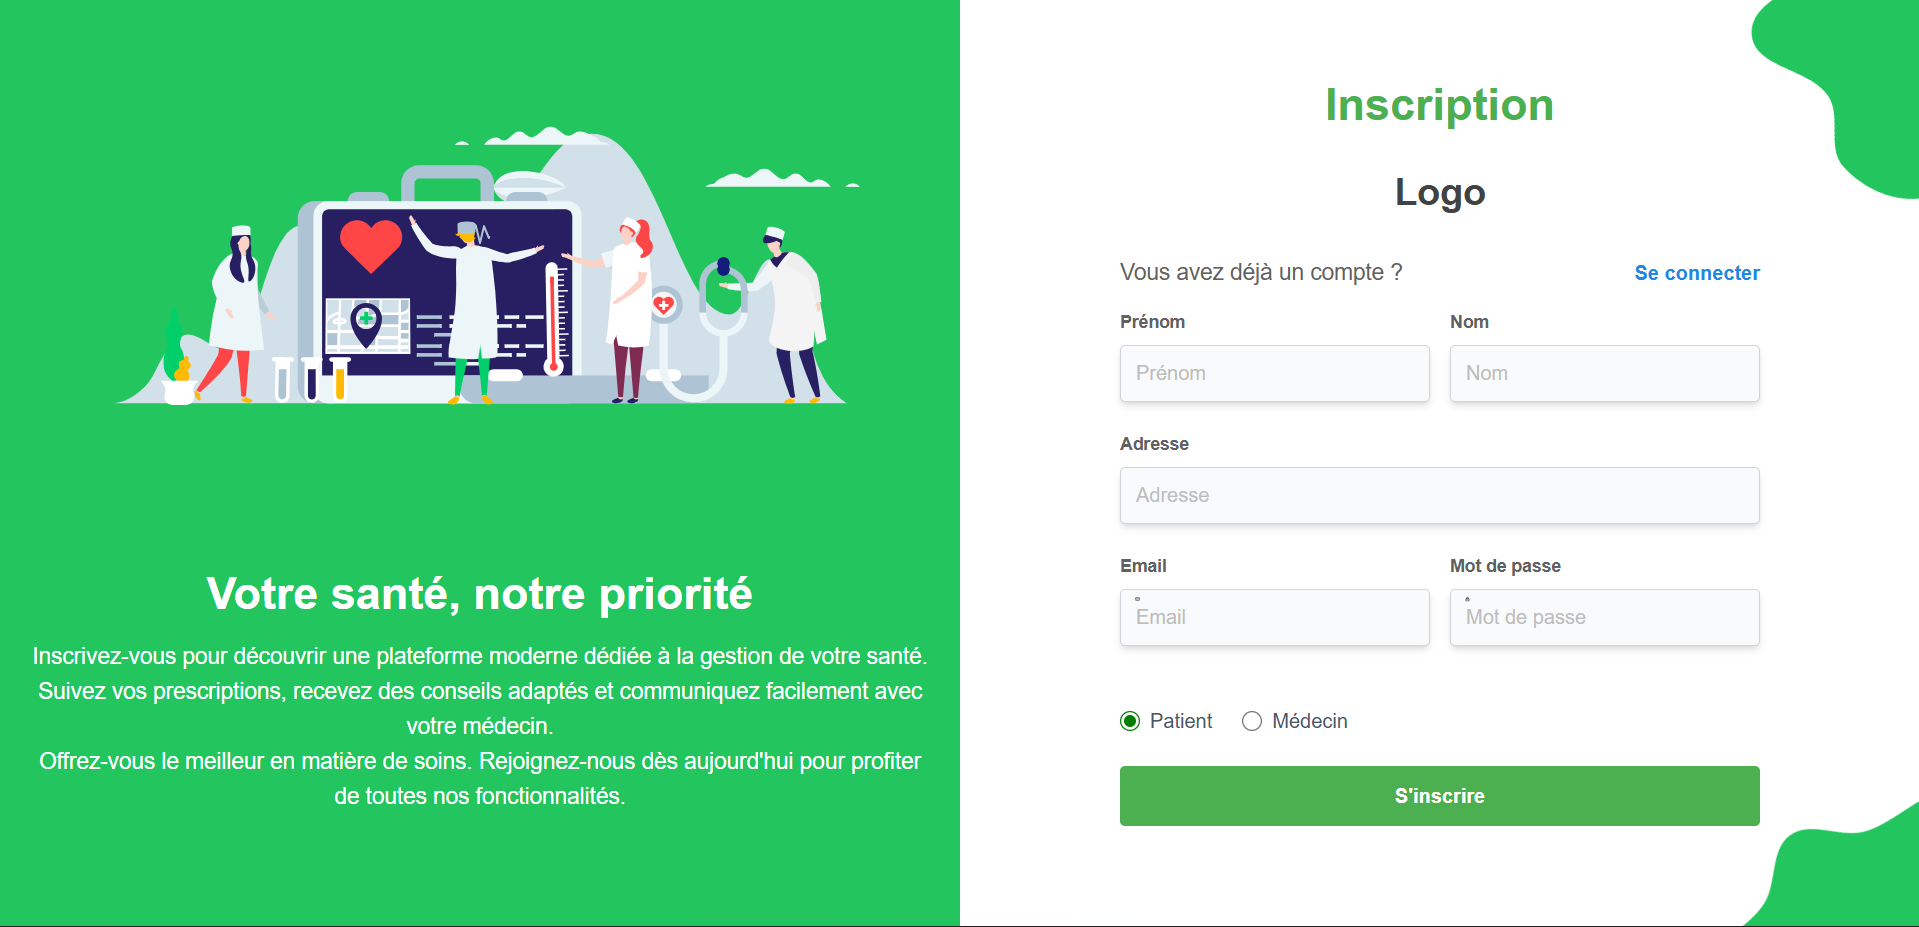 Votre santé, notre priorité
Inscrivez-vous pour découvrir une plateforme moderne dédiée à la gestion de votre santé.
Suivez vos prescriptions, recevez des conseils adaptés et communiquez facilement avec
votre médecin.
Offrez-vous le meilleur en matière de soins. Rejoignez-nous dès aujourd'hui pour profiter
de toutes nos fonctionnalités.
Inscription
Logo
Vous avez déjà un compte ? Se connecter
Prénom Nom
Prénom Nom
Adresse
Adresse
Email Mot de passe
Email Mot de passe
Patient Médecin
S'inscrire